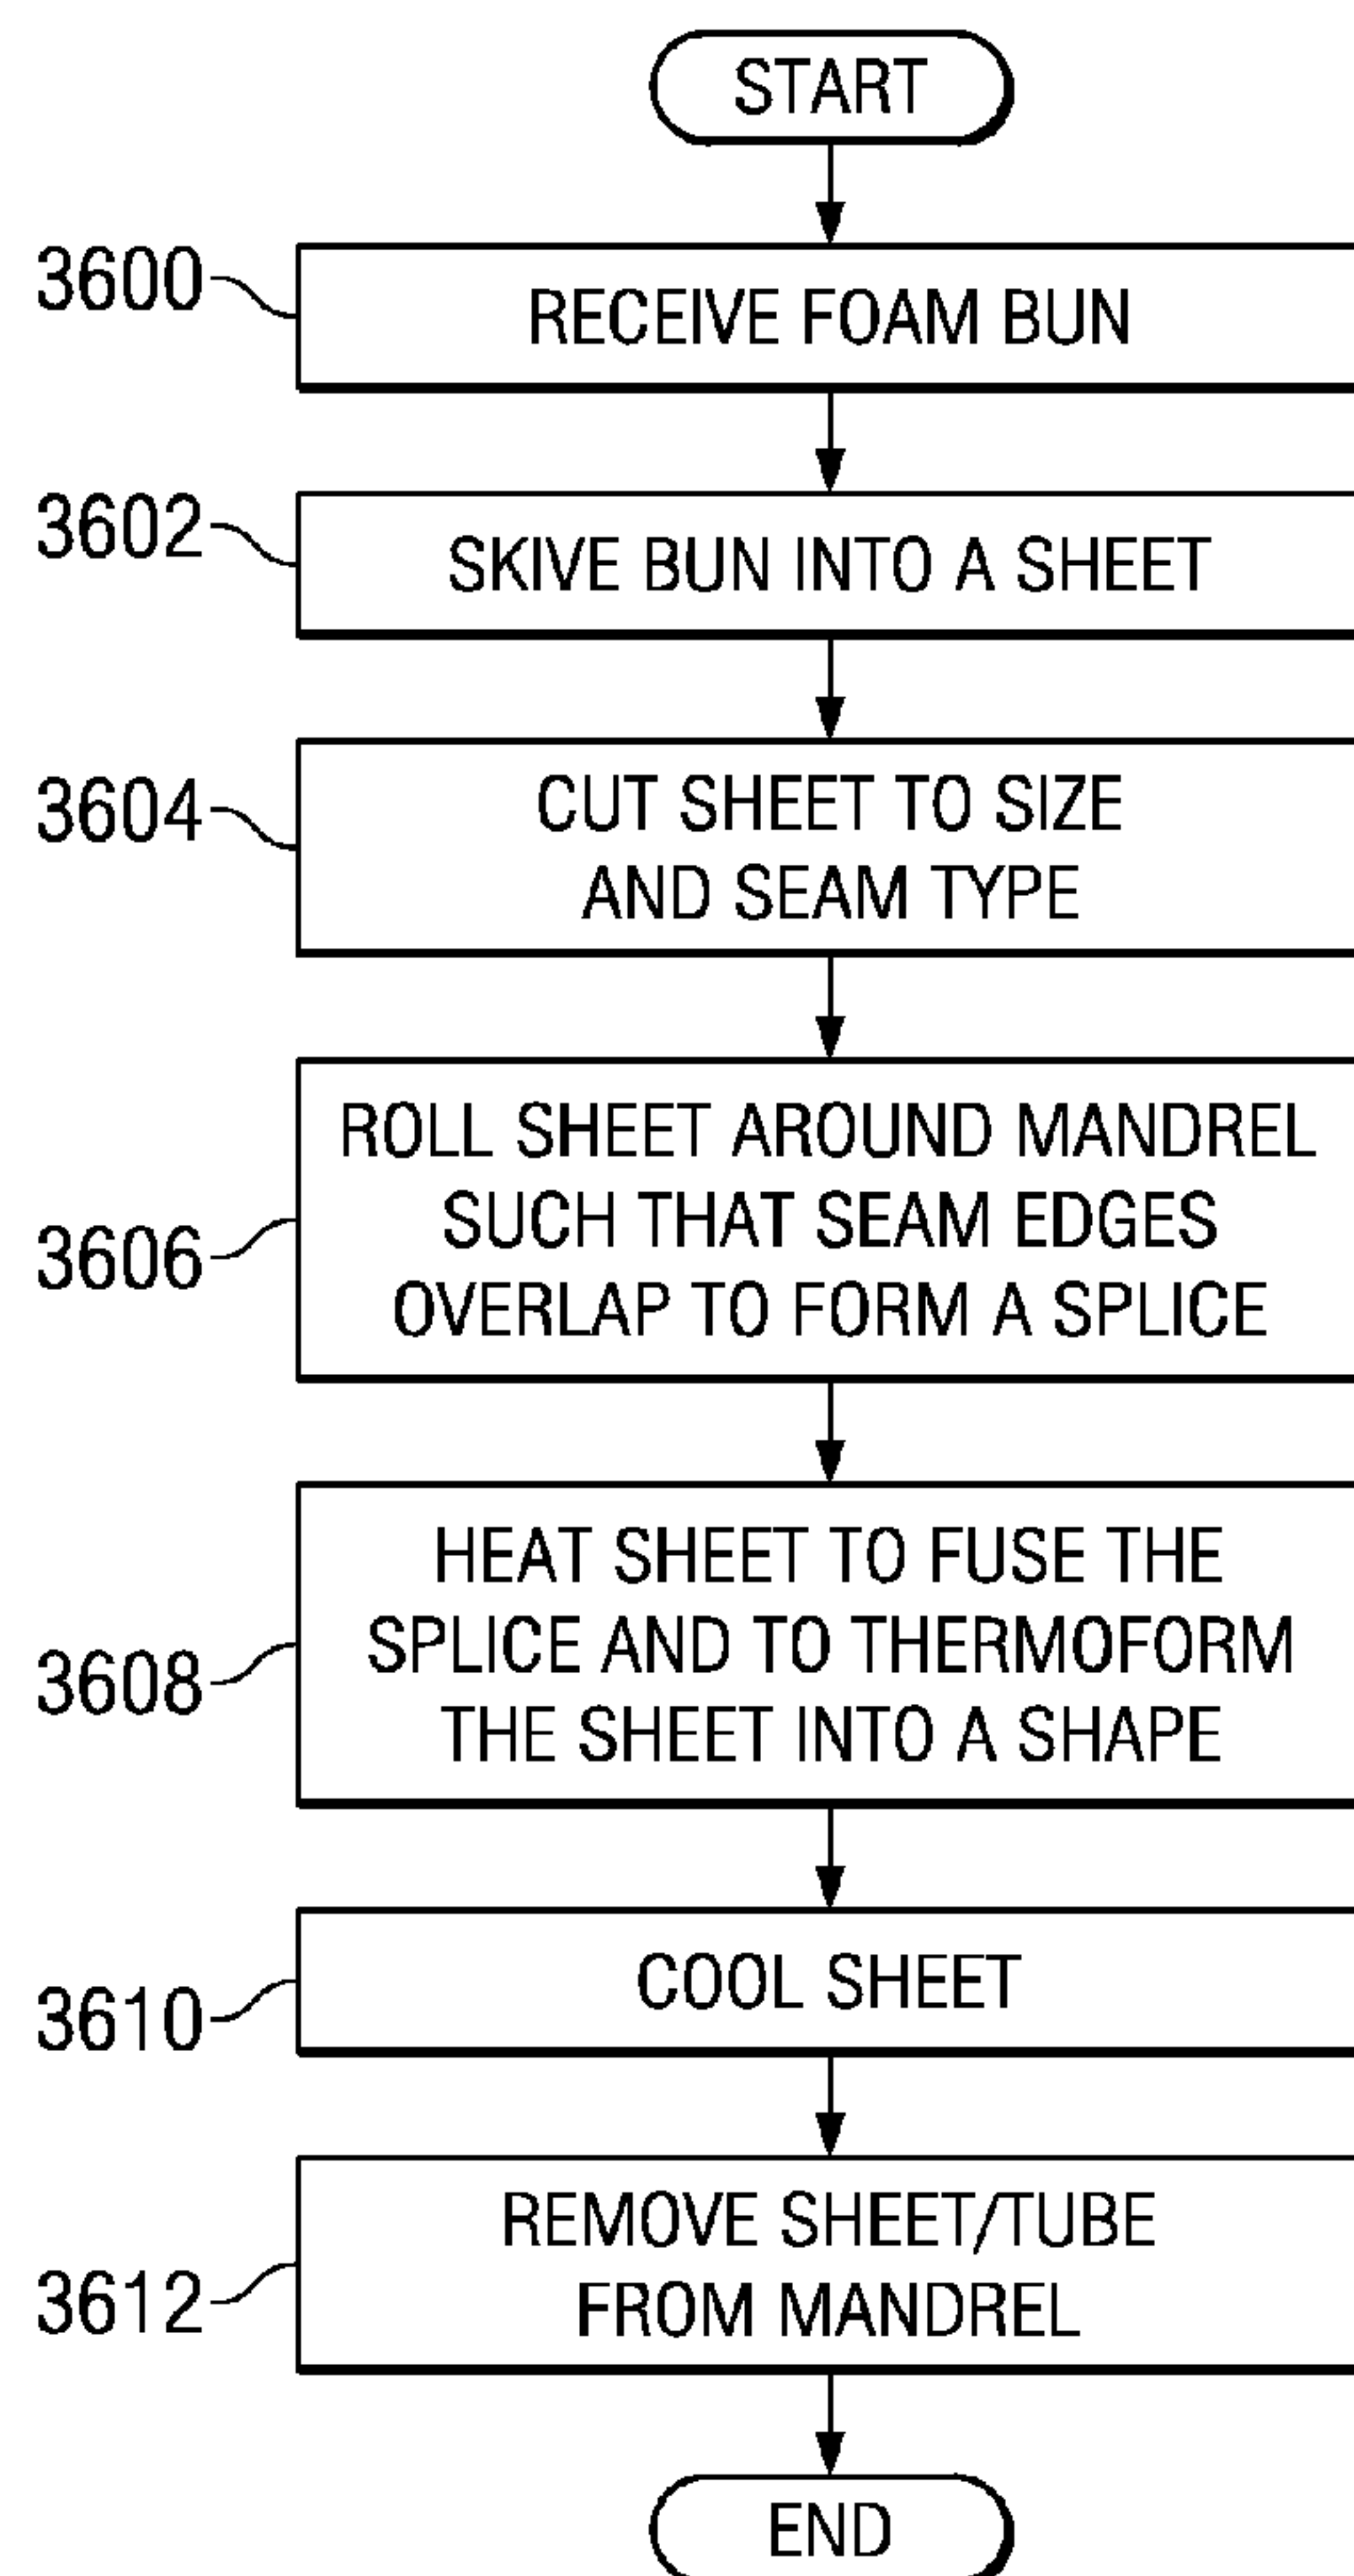 START
3600
RECEIVE FOAM BUN
3602
SKIVE BUN INTO A SHEET
3604
CUT SHEET TO SIZE
AND SEAM TYPE
3606
ROLL SHEET AROUND MANDREL
SUCH THAT SEAM EDGES
OVERLAP TO FORM A SPLICE
3608
HEAT SHEET TO FUSE THE
SPLICE AND TO THERMOFORM
THE SHEET INTO A SHAPE
3610
COOL SHEET
3612
REMOVE SHEET/TUBE
FROM MANDREL
END